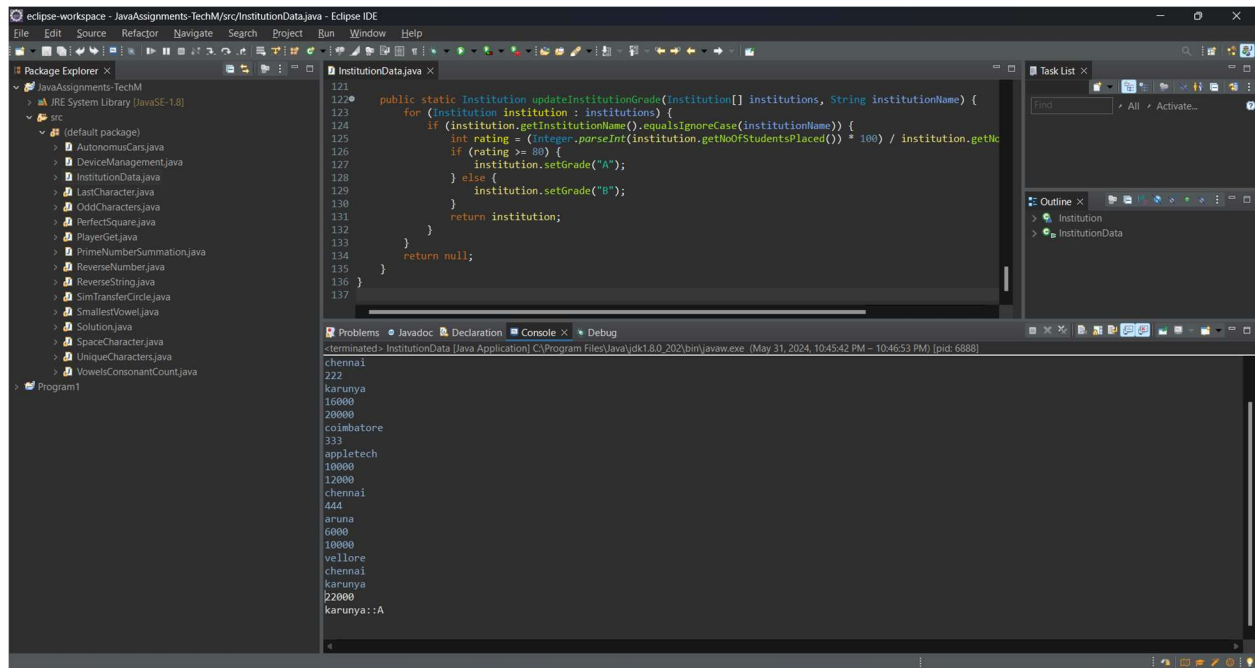 eclipse-workspace - JavaAssignments-TechM/src/InstitutionData.java - Eclipse IDE
File Edit Source Refactor Navigate Search Project Run Window Help
Package Explorer
JavaAssignments-TechM
JRE System Library [JavaSE-1.8]
src
(default package)
AutonomusCars.java
DeviceManagement.java
InstitutionData.java
LastCharacter.java
OddCharacters.java
PerfectSquare.java
PlayerGet.java
PrimeNumberSummation.java
ReverseNumber.java
ReverseString.java
SimTransferCircle.java
SmallestVowel.java
Solution.java
SpaceCharacter.java
UniqueCharacters.java
VowelsConsonantCount.java
Program1
InstitutionData.java
121
122 public static Institution updateInstitutionGrade(Institution[] institutions, String institutionName) {
123 for (Institution institution : institutions) {
124 if (institution.getInstitutionName().equalsIgnoreCase(institutionName)) {
125 int rating = (Integer.parseInt(institution.getNoOfStudentsPlaced()) * 100) / institution.getNo
126 if (rating >= 80) {
127 institution.setGrade("A");
128 } else {
129 institution.setGrade("B");
130 }
131 return institution;
132 }
133 }
134 return null;
135 }
136 }
137
Problems Javadoc Declaration Console Debug
<terminated> InstitutionData [Java Application] C:\Program Files\Java\jdk1.8.0_202\bin\javaw.exe (May 31, 2024, 10:45:42 PM – 10:46:53 PM) [pid: 6888]
chennai
222
karunya
16000
20000
coimbatore
333
appletech
10000
12000
chennai
444
aruna
6000
10000
vellore
chennai
karunya
22000
karunya::A
Task List
Find All Activate...
Outline
Institution
InstitutionData